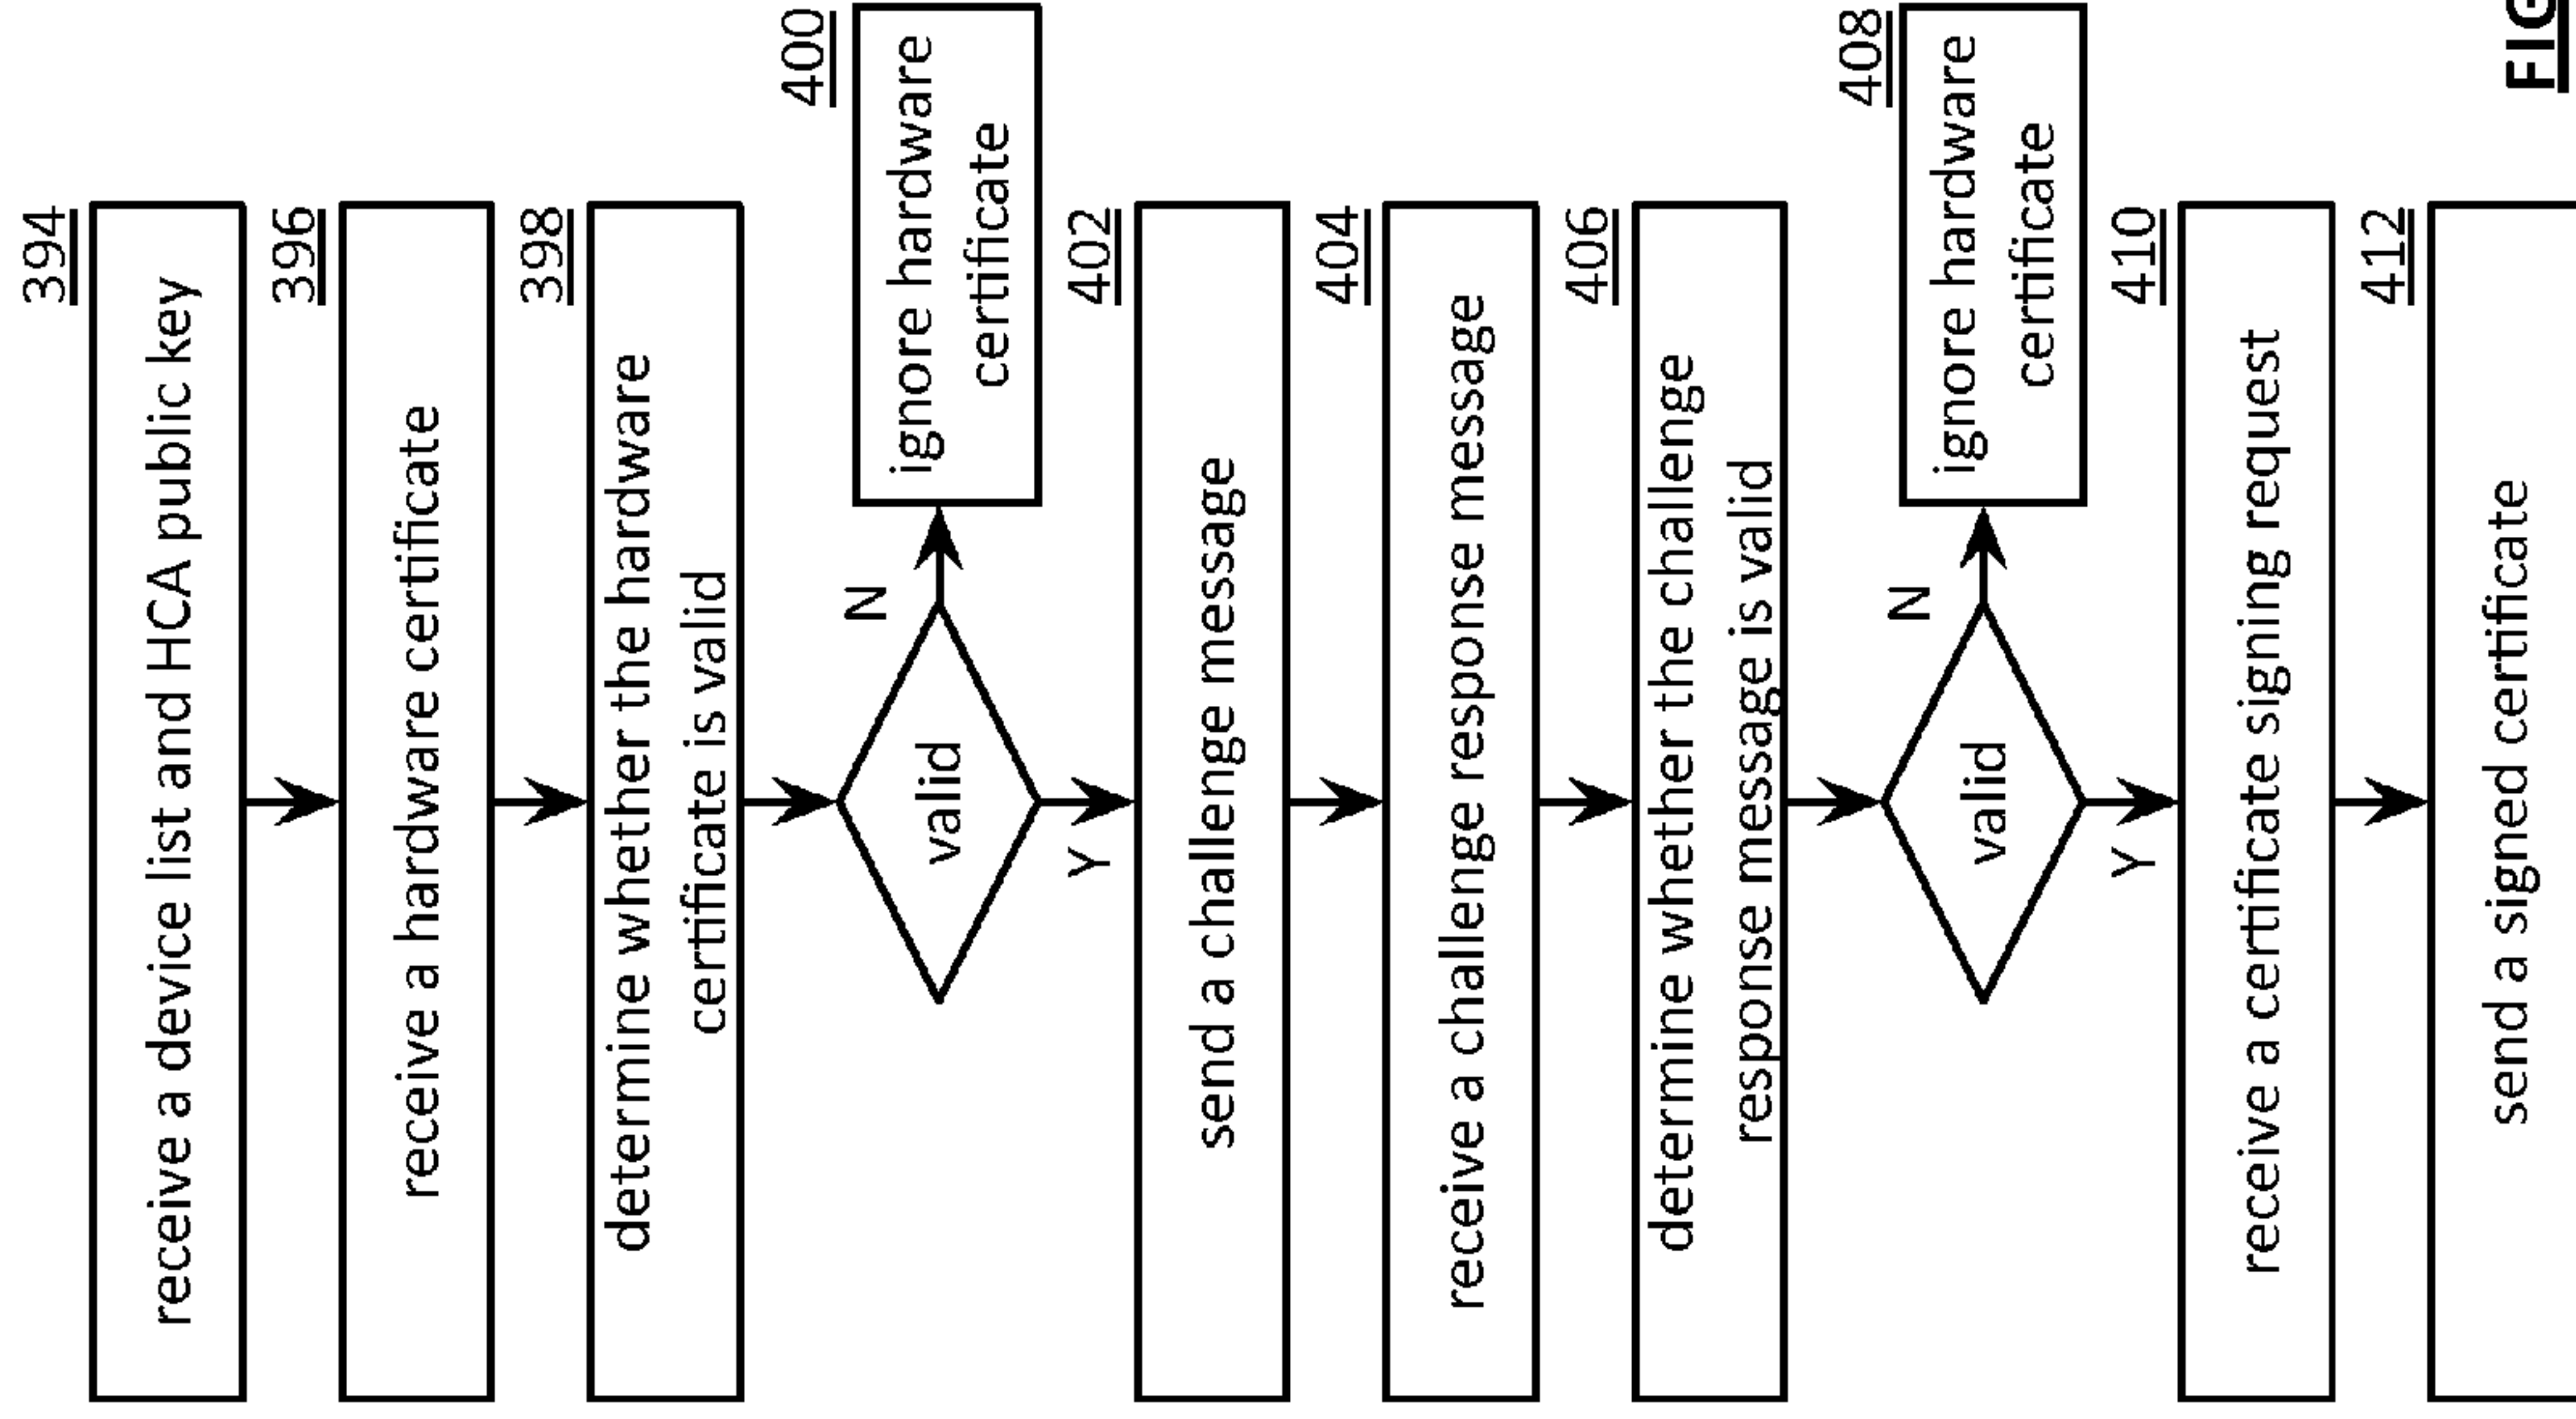 394
receive a device list and HCA public key
396
receive a hardware certificate
398
determine whether the hardware
certificate is valid
valid
N
400
ignore hardware
certificate
Y
402
send a challenge message
404
receive a challenge response message
406
determine whether the challenge
response message is valid
valid
N
408
ignore hardware
certificate
Y
410
receive a certificate signing request
412
send a signed certificate
FIG